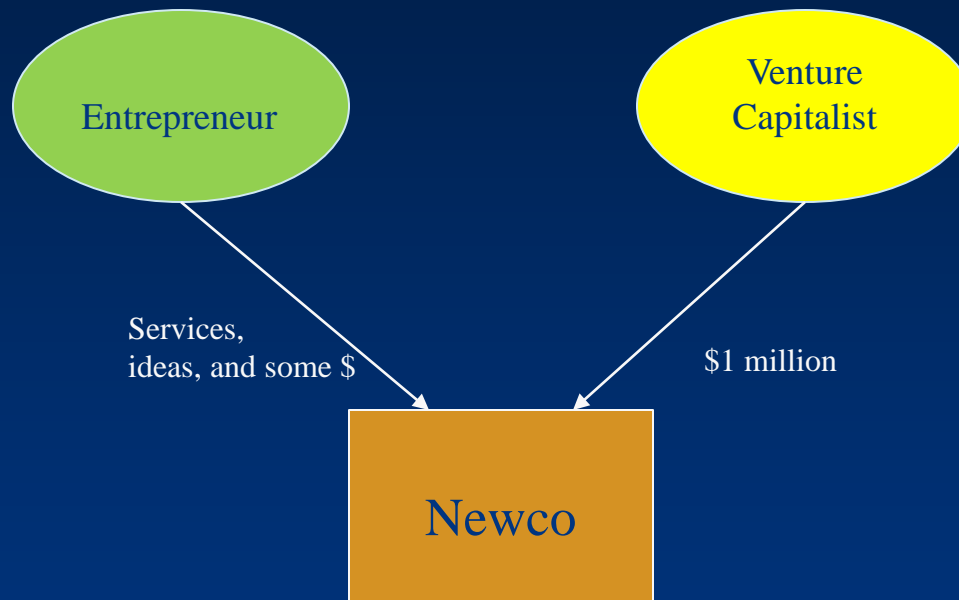 Entrepreneur
Venture
Capitalist
Services,
ideas, and some $
$1 million
Newco